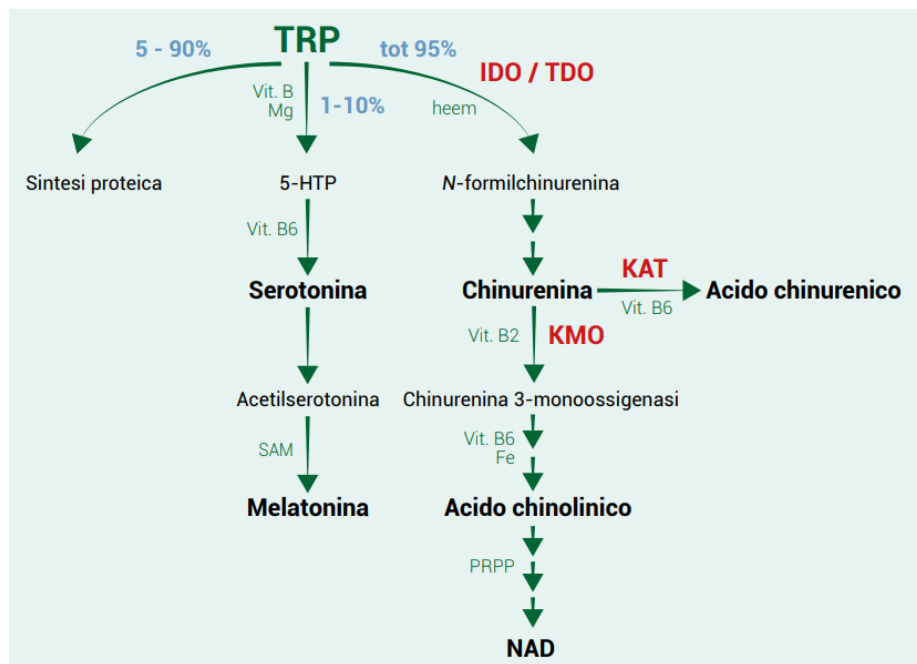 TRP
5 - 90%
tot 95%
IDO / TDO
Vit. B
Mg
1-10%
heem
Sintesi proteica
5-HTP
N-formilchinurenina
Vit. B6
KAT
Serotonina
Chinurenina
Acido chinurenico
Vit. B6
Vit. B2
KMO
Acetilserotonina
Chinurenina 3-monoossigenasi
SAM
Vit. B6
Fe
Melatonina
Acido chinolinico
PRPP
NAD